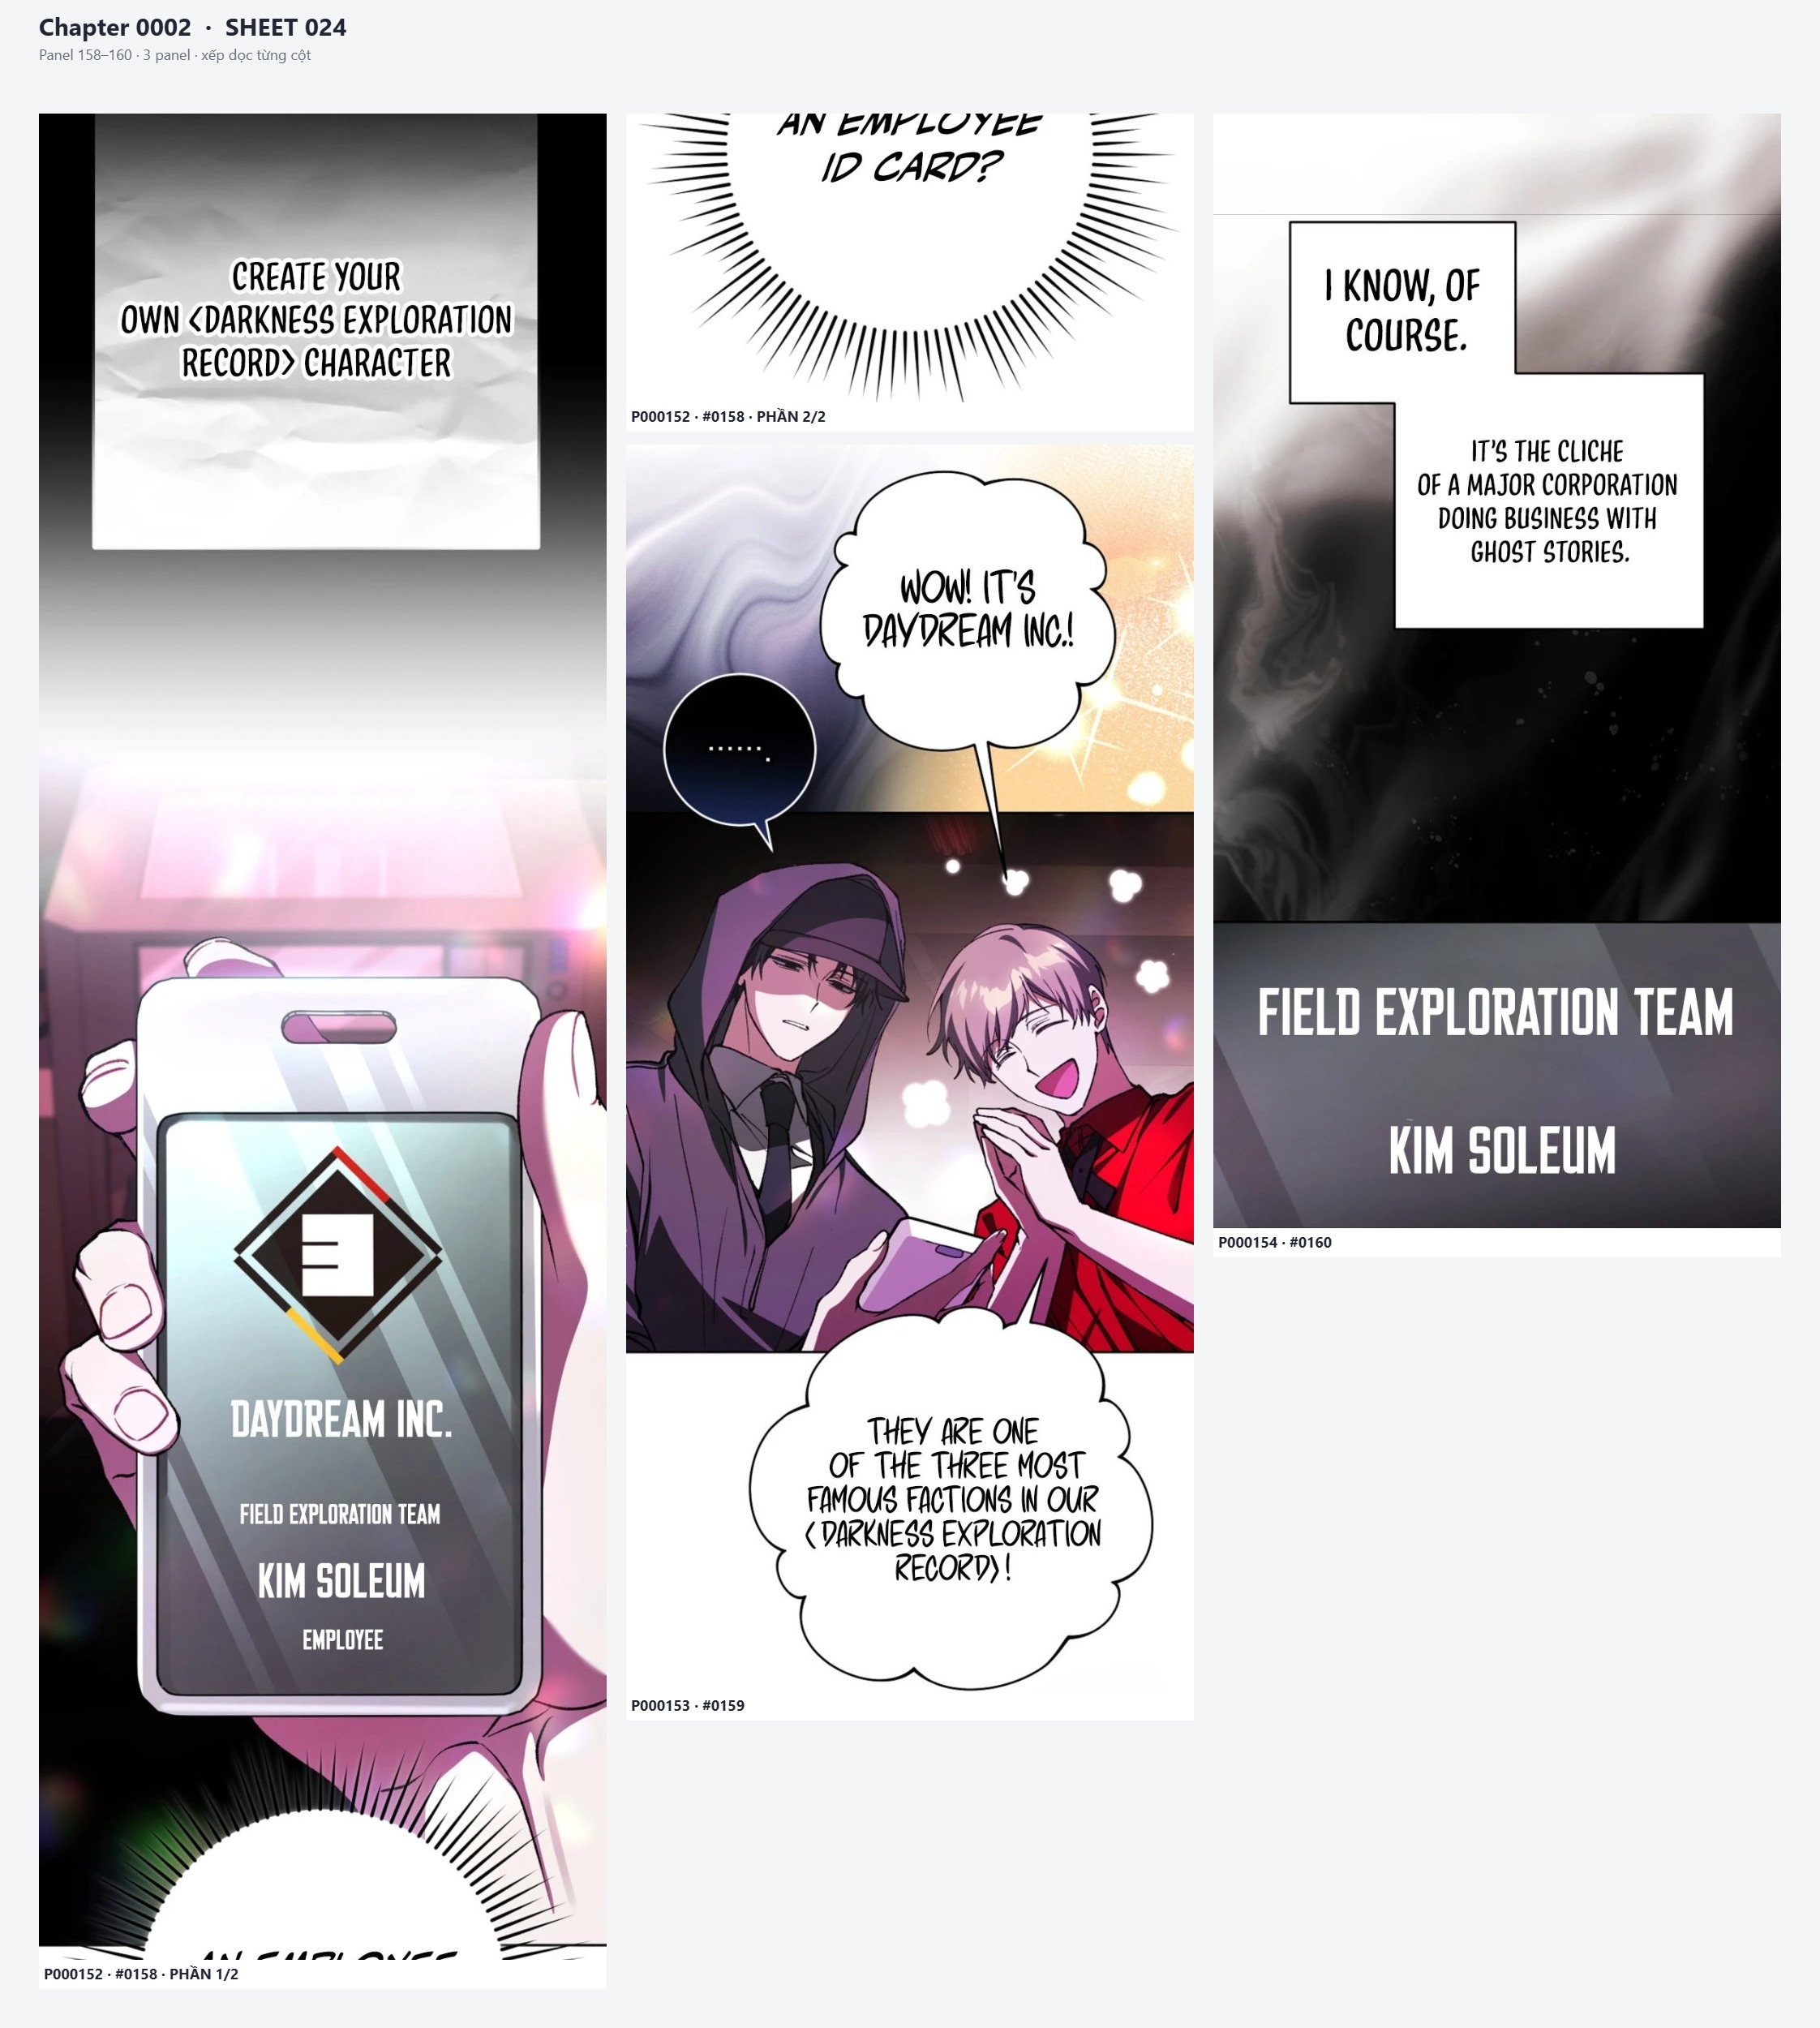 Chapter 0002 · SHEET 024
Panel 158–160 · 3 panel · xếp dọc từng cột
CREATE YOUR
OWN <DARKNESS EXPLORATION
RECORD> CHARACTER
DAYDREAM INC.
FIELD EXPLORATION TEAM
KIM SOLEUM
EMPLOYEE
AN EMPLOYEE
P000152 · #0158 · PHẦN 1/2
AN EMPLOYEE
ID CARD?
P000152 · #0158 · PHẦN 2/2
WOW! IT'S
DAYDREAM INC.!
.......
THEY ARE ONE
OF THE THREE MOST
FAMOUS FACTIONS IN OUR
<DARKNESS EXPLORATION
RECORD>!
P000153 · #0159
I KNOW, OF
COURSE.
IT'S THE CLICHE
OF A MAJOR CORPORATION
DOING BUSINESS WITH
GHOST STORIES.
FIELD EXPLORATION TEAM
KIM SOLEUM
P000154 · #0160